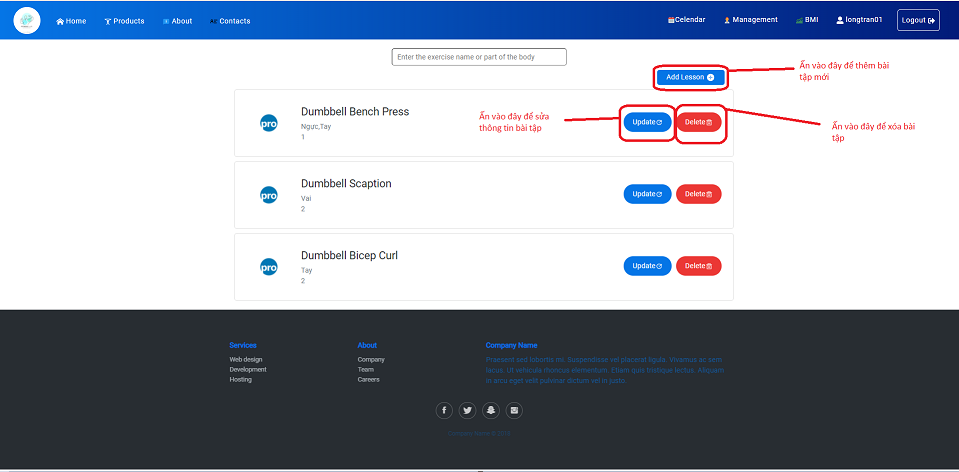 Home Products About Contacts Celendar Management BMI longtran01 Logout
Enter the exercise name or part of the body
Add Lesson
Ấn vào đây để thêm bài
tập mới
Dumbbell Bench Press
Ngực,Tay
1
Ấn vào đây để sửa
thông tin bài tập
Update Delete
Ấn vào đây để xóa bài
tập
pro
Dumbbell Scaption
Vai
2
Update Delete
pro
Dumbbell Bicep Curl
Tay
2
Update Delete
pro
Services
Web design
Development
Hosting
About
Company
Team
Careers
Company Name
Praesent sed lobortis mi. Suspendisse vel placerat ligula. Vivamus ac sem
lacus. Ut vehicula rhoncus elementum. Etiam quis tristique lectus. Aliquam
in arcu eget velit pulvinar dictum vel in justo.